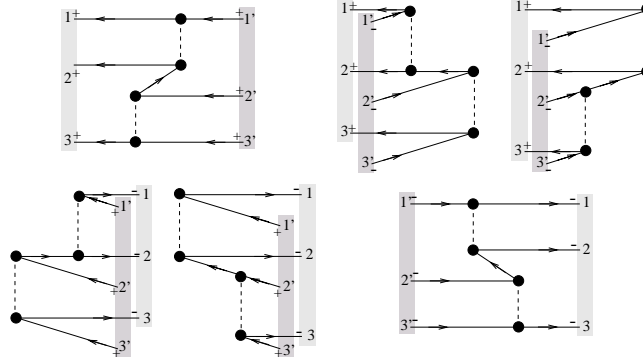 1+ + 1'
2+ + 2'
3+ + 3'
1+ 1' -
2+ 2' -
3+ 3' -
1+ 1' -
2+ 2' -
3+ 3' -
- 1 + 1'
- 2 + 2'
- 3 + 3'
- 1 + 1'
- 2 + 2'
- 3 + 3'
1' - - 1
2' - - 2
3' - - 3